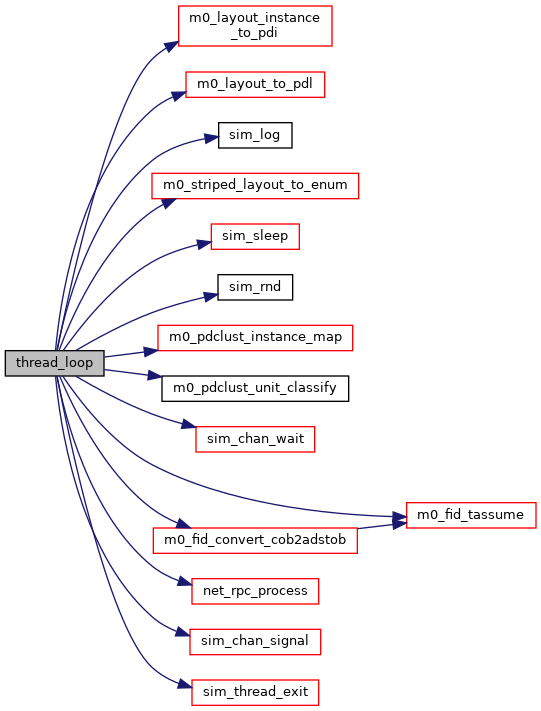 m0_layout_instance
_to_pdi
m0_layout_to_pdl
sim_log
m0_striped_layout_to_enum
sim_sleep
sim_rnd
m0_pdclust_instance_map
thread_loop
m0_pdclust_unit_classify
sim_chan_wait
m0_fid_tassume
m0_fid_convert_cob2adstob
net_rpc_process
sim_chan_signal
sim_thread_exit